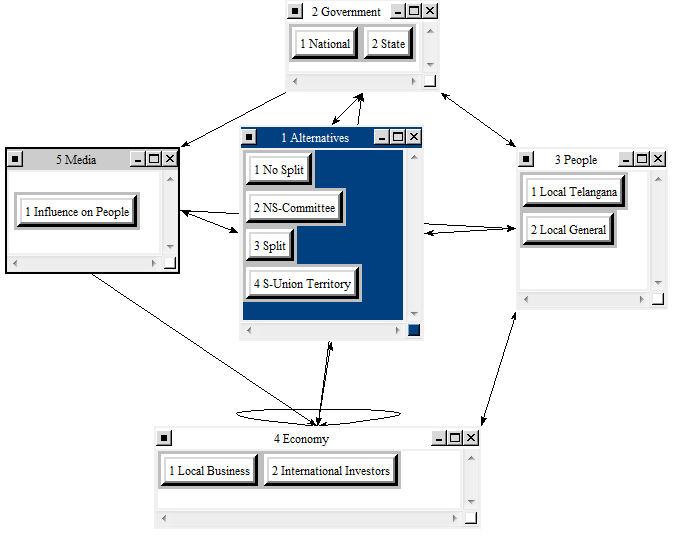 2 Government
1 National
2 State
5 Media
1 Influence on People
1 Alternatives
1 No Split
2 NS-Committee
3 Split
4 S-Union Territory
3 People
1 Local Telangana
2 Local General
4 Economy
1 Local Business
2 International Investors